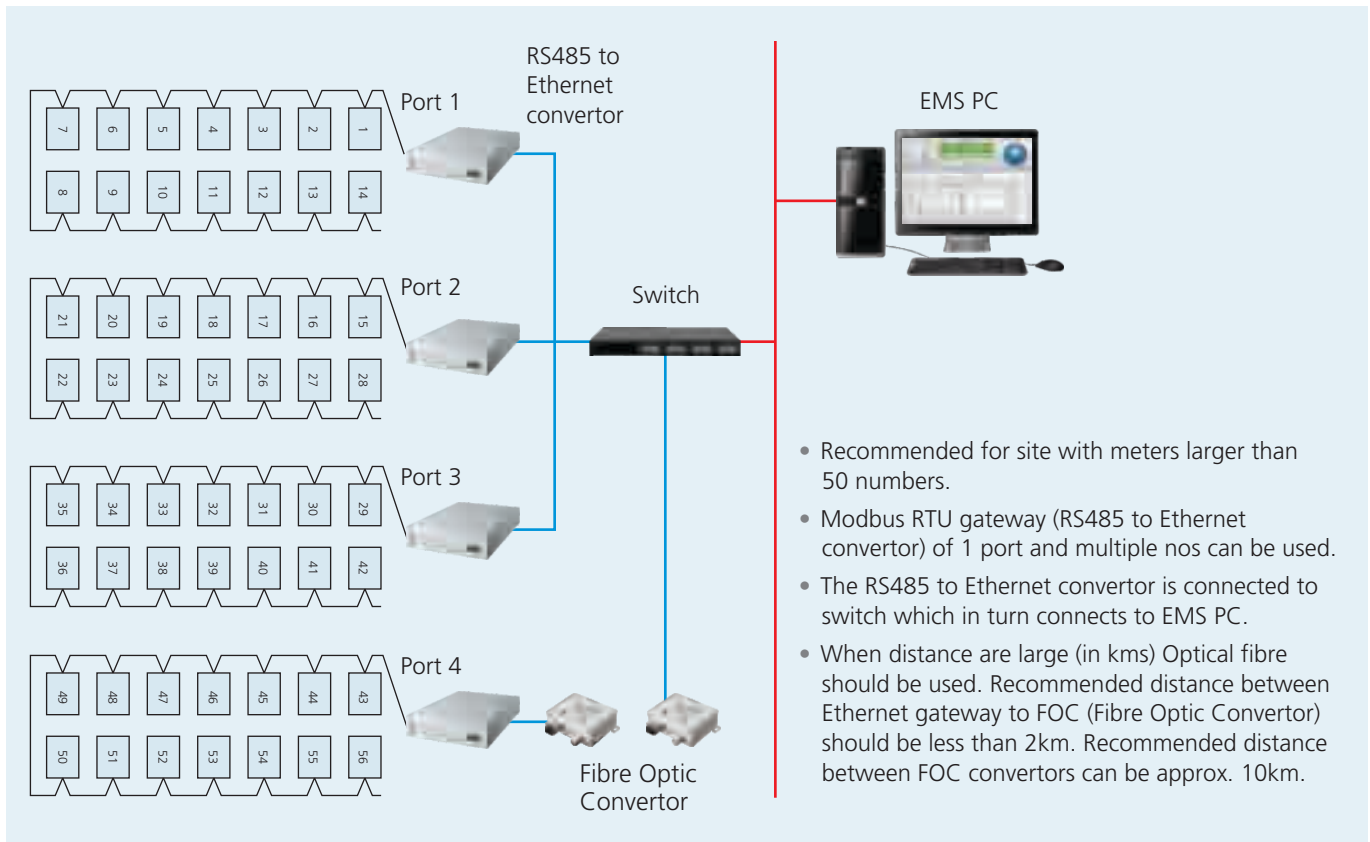 RS485 to
Ethernet
convertor
Port 1
7 6 5 4 3 2 1
8 9 10 11 12 13 14
Port 2
21 20 19 18 17 16 15
22 23 24 25 26 27 28
Port 3
35 34 33 32 31 30 29
36 37 38 39 40 41 42
Port 4
49 48 47 46 45 44 43
50 51 52 53 54 55 56
Fibre Optic
Convertor
Switch
EMS PC
• Recommended for site with meters larger than
50 numbers.
• Modbus RTU gateway (RS485 to Ethernet
convertor) of 1 port and multiple nos can be used.
• The RS485 to Ethernet convertor is connected to
switch which in turn connects to EMS PC.
• When distance are large (in kms) Optical fibre
should be used. Recommended distance between
Ethernet gateway to FOC (Fibre Optic Convertor)
should be less than 2km. Recommended distance
between FOC convertors can be approx. 10km.